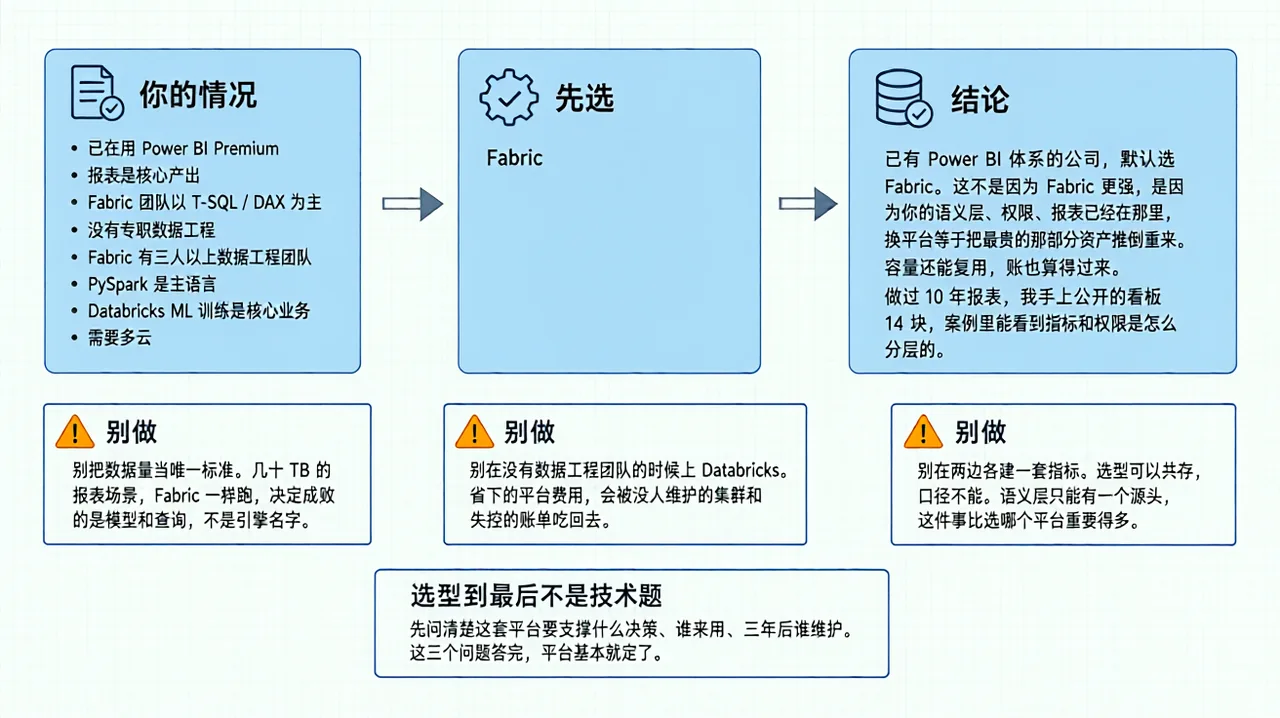 你的情况
• 已在用 Power BI Premium
• 报表是核心产出
• Fabric 团队以 T-SQL / DAX 为主
• 没有专职数据工程
• Fabric 有三人以上数据工程团队
• PySpark 是主语言
• Databricks ML 训练是核心业务
• 需要多云
先选
Fabric
结论
已有 Power BI 体系的公司，默认选
Fabric。这不是因为 Fabric 更强，是因
为你的语义层、权限、报表已经在那里，
换平台等于把最贵的那部分资产推倒重来。
容量还能复用，账也算得过来。
做过 10 年报表，我手上公开的看板
14 块，案例里能看到指标和权限是怎么
分层的。
别做
别把数据量当唯一标准。几十 TB 的
报表场景，Fabric 一样跑，决定成败
的是模型和查询，不是引擎名字。
别做
别在没有数据工程团队的时候上 Databricks。
省下的平台费用，会被没人维护的集群和
失控的账单吃回去。
别做
别在两边各建一套指标。选型可以共存，
口径不能。语义层只能有一个源头，
这件事比选哪个平台重要得多。
选型到最后不是技术题
先问清楚这套平台要支撑什么决策、谁来用、三年后谁维护。
这三个问题答完，平台基本就定了。